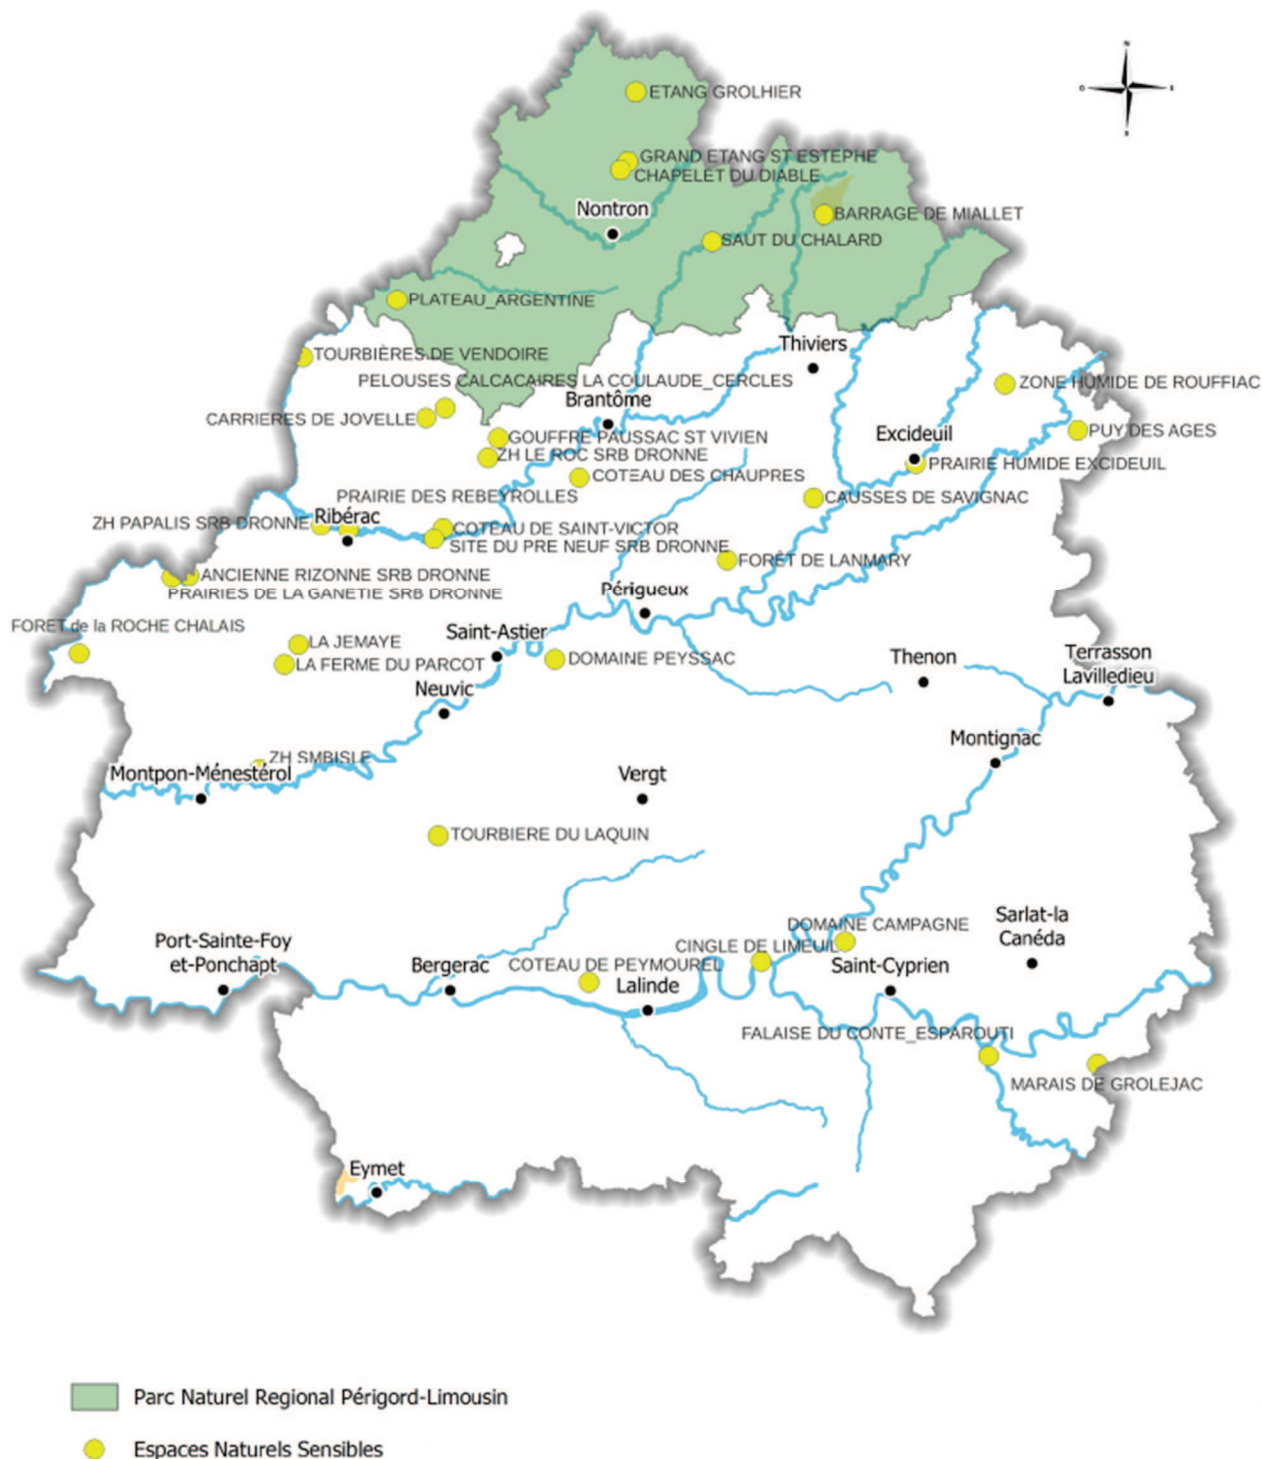 N
O
E
S
ETANG GROLHIER
GRAND ETANG ST ESTEPHE
CHAPELET DU DIABLE
Nontron
BARRAGE DE MIALLET
SAUT DU CHALARD
PLATEAU_ARGENTINE
Thiviers
TOURBIÈRES DE VENDOIRE
PELOUSES CALCACAIRES LA COULAUDE_CERCLES
ZONE HUMIDE DE ROUFFIAC
Brantôme
CARRIERES DE JOVELLE
PUY DES AGES
Excideuil
GOUFFRE PAUSSAC ST VIVIEN
ZH LE ROC SRB DRONNE
PRAIRIE HUMIDE EXCIDEUIL
COTEAU DES CHAUPRES
PRAIRIE DES REBEYROLLES
CAUSSES DE SAVIGNAC
ZH PAPALIS SRB DRONNE
Ribérac
COTEAU DE SAINT-VICTOR
SITE DU PRE NEUF SRB DRONNE
FORÊT DE LANMARY
ANCIENNE RIZONNE SRB DRONNE
PRAIRIES DE LA GANETIE SRB DRONNE
Périgueux
FORET de la ROCHE CHALAIS
Saint-Astier
LA JEMAYE
LA FERME DU PARCOT
DOMAINE PEYSSAC
Thenon
Terrasson
Lavilledieu
Neuvic
Montignac
ZH SMBISLE
Montpon-Ménestérol
Vergt
TOURBIERE DU LAQUIN
Sarlat-la
Canéda
DOMAINE CAMPAGNE
Port-Sainte-Foy
et-Ponchapt
CINGLE DE LIMEUIL
Bergerac
COTEAU DE PEYMOUREL
Saint-Cyprien
Lalinde
FALAISE DU CONTE_ESPAROUTI
MARAIS DE GROLEJAC
Eymet
Parc Naturel Regional Périgord-Limousin
Espaces Naturels Sensibles